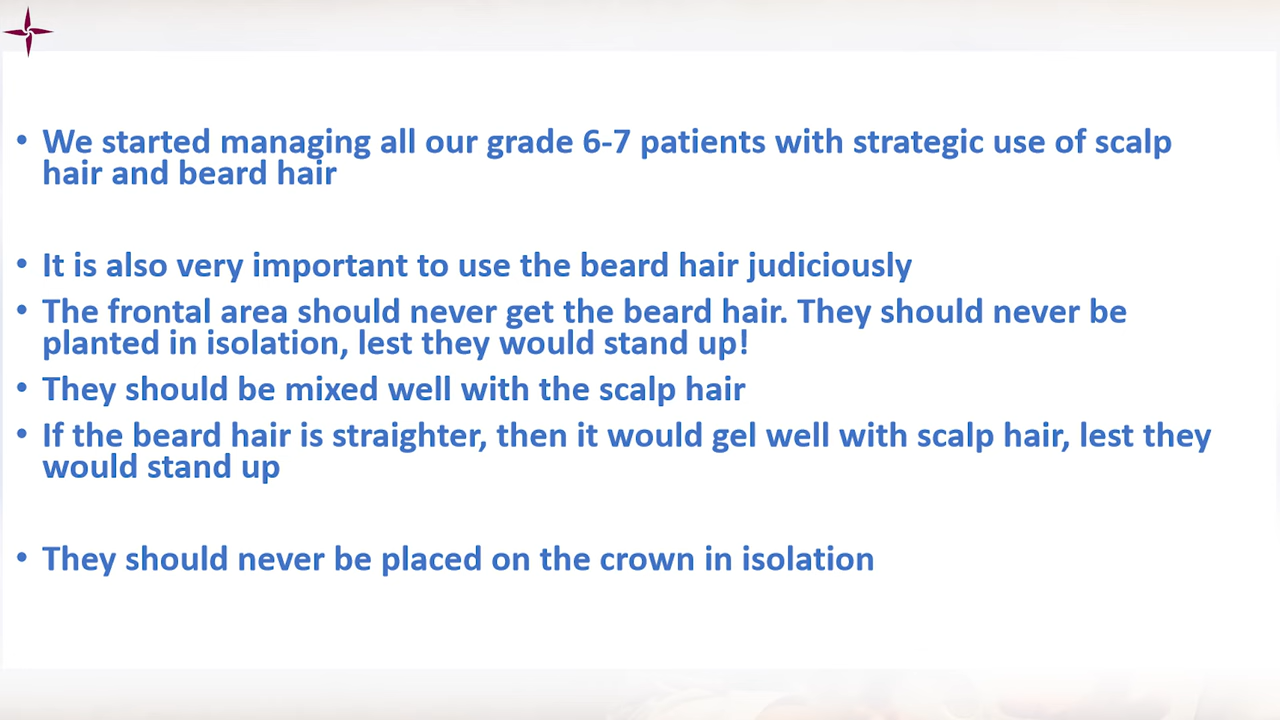 • We started managing all our grade 6-7 patients with strategic use of scalp
hair and beard hair
• It is also very important to use the beard hair judiciously
• The frontal area should never get the beard hair. They should never be
planted in isolation, lest they would stand up!
• They should be mixed well with the scalp hair
• If the beard hair is straighter, then it would gel well with scalp hair, lest they
would stand up
• They should never be placed on the crown in isolation